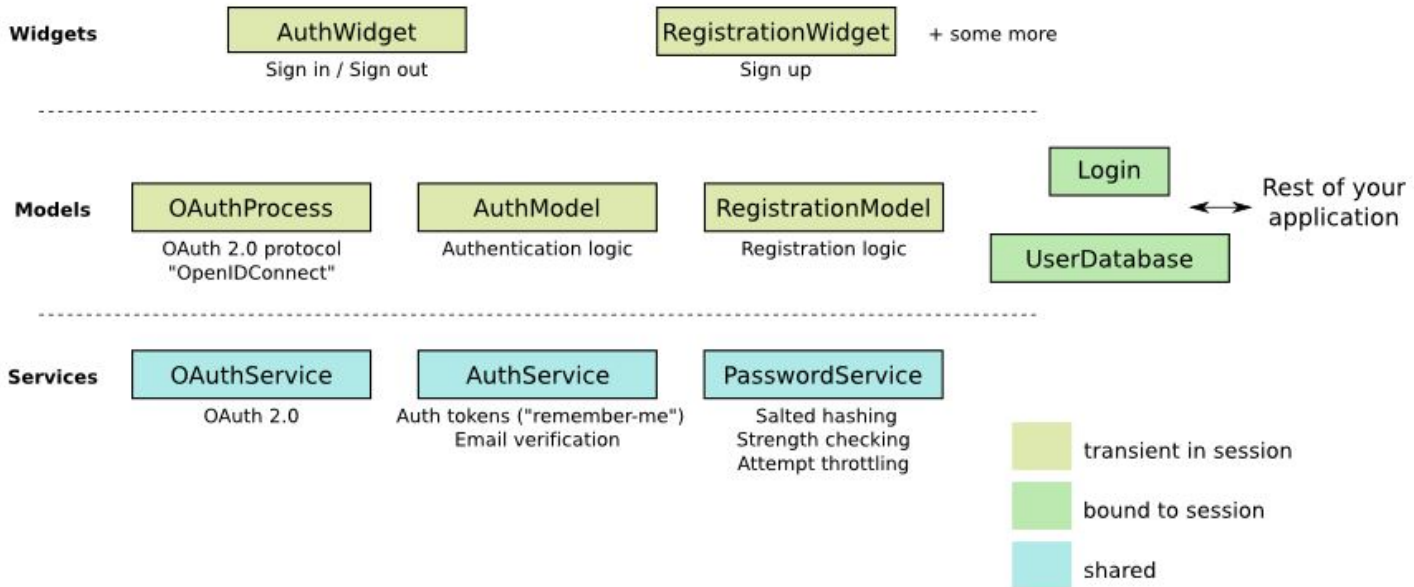 Widgets
AuthWidget
RegistrationWidget
+ some more
Sign in / Sign out
Sign up
Models
OAuthProcess
AuthModel
RegistrationModel
Login
UserDatabase
Rest of your
application
OAuth 2.0 protocol
"OpenIDConnect"
Authentication logic
Registration logic
Services
OAuthService
AuthService
PasswordService
OAuth 2.0
Auth tokens ("remember-me")
Email verification
Salted hashing
Strength checking
Attempt throttling
transient in session
bound to session
shared